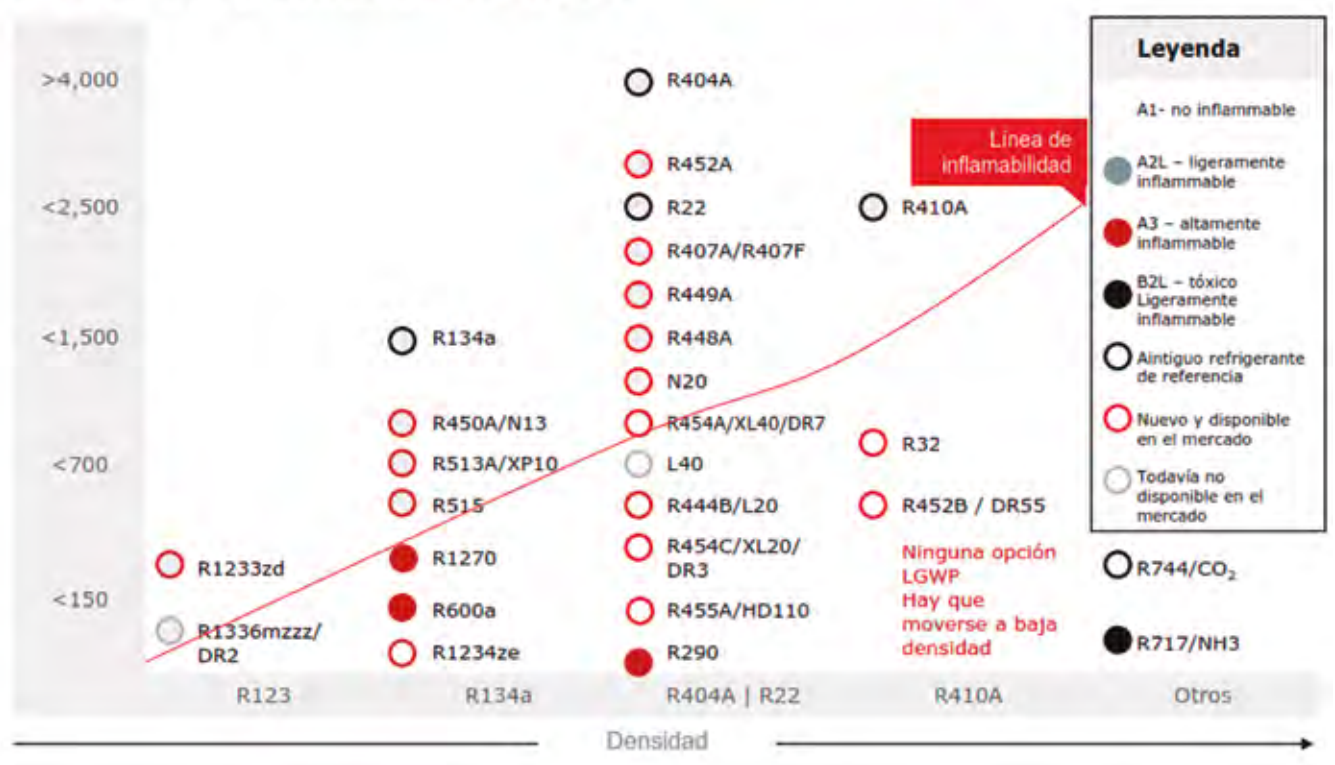 >4,000
<2,500
<1,500
<700
<150
R1233zd
R1336mzzz/
DR2
R134a
R450A/N13
R513A/XP10
R515
R1270
R600a
R1234ze
R404A
R452A
R22
R407A/R407F
R449A
R448A
N20
R454A/XL40/DR7
L40
R444B/L20
R454C/XL20/
DR3
R455A/HD110
R290
Línea de
inflamabilidad
R410A
R32
R452B / DR55
Ninguna opción
LGWP
Hay que
moverse a baja
densidad
Leyenda
A1- no inflammable
A2L – ligeramente
inflammable
A3 – altamente
inflammable
B2L – tóxico
Ligeramente
inflammable
Aintiguo refrigerante
de referencia
Nuevo y disponible
en el mercado
Todavía no
disponible en el
mercado
R744/CO₂
R717/NH3
R123
R134a
R404A | R22
R410A
Otros
Densidad